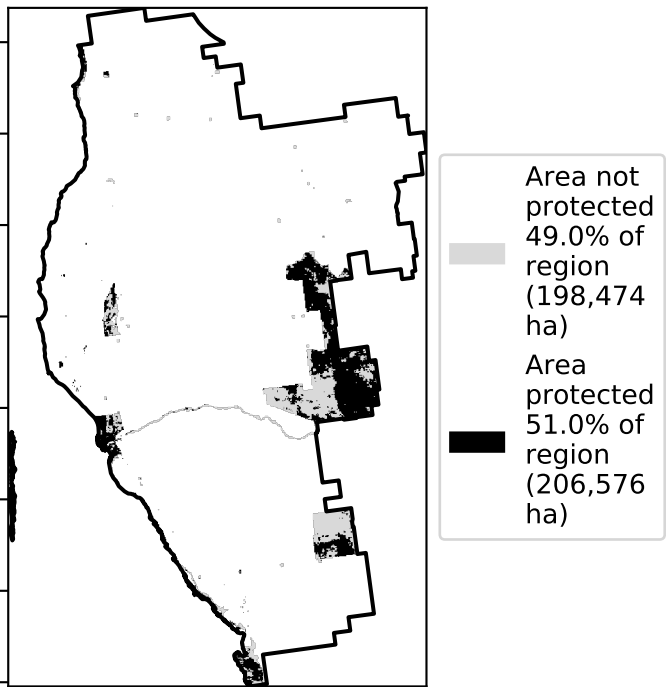 Area not
protected
49.0% of
region
(198,474
ha)
Area
protected
51.0% of
region
(206,576
ha)